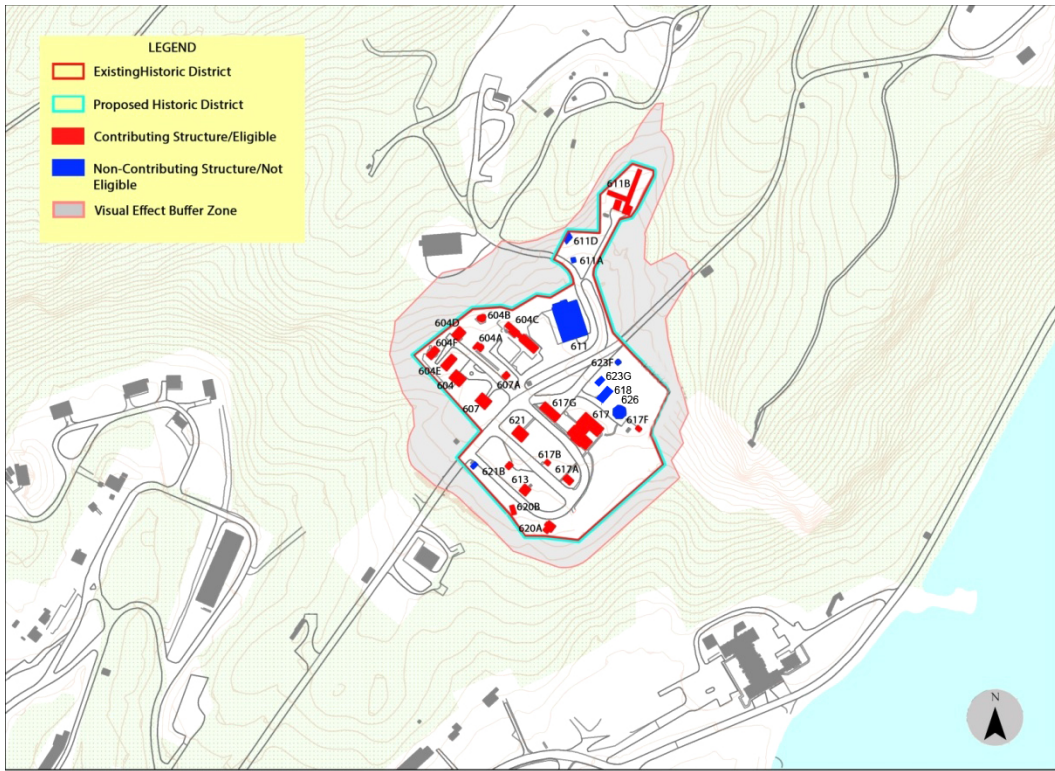 LEGEND
ExistingHistoric District
Proposed Historic District
Contributing Structure/Eligible
Non-Contributing Structure/Not
Eligible
Visual Effect Buffer Zone
611B
611D
611A
604B
604C
604D
604A
604F
611
604E
604
607A
607
623F
623G
618
626
617G
617
617F
621
617B
617A
621B
613
620B
620A
N